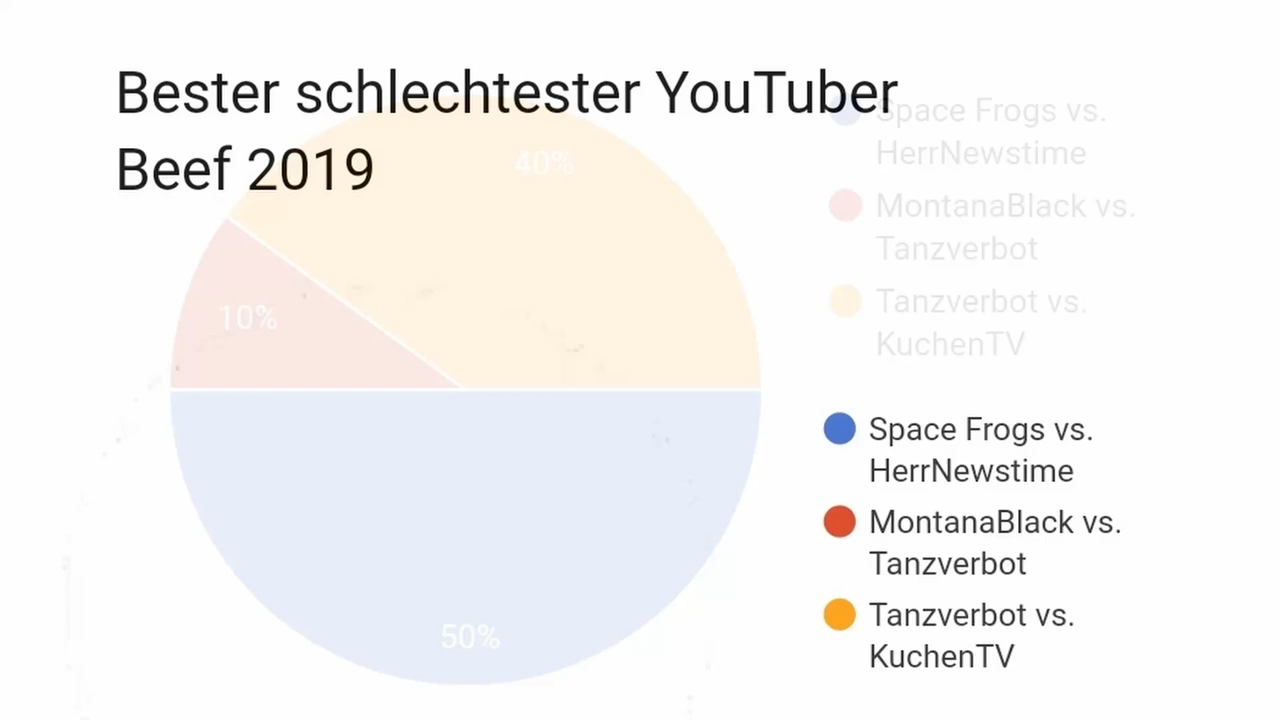 Bester schlechtester YouTuber
Beef 2019
40%
10%
50%
Space Frogs vs.
HerrNewstime
MontanaBlack vs.
Tanzverbot
Tanzverbot vs.
KuchenTV
Space Frogs vs.
HerrNewstime
MontanaBlack vs.
Tanzverbot
Tanzverbot vs.
KuchenTV